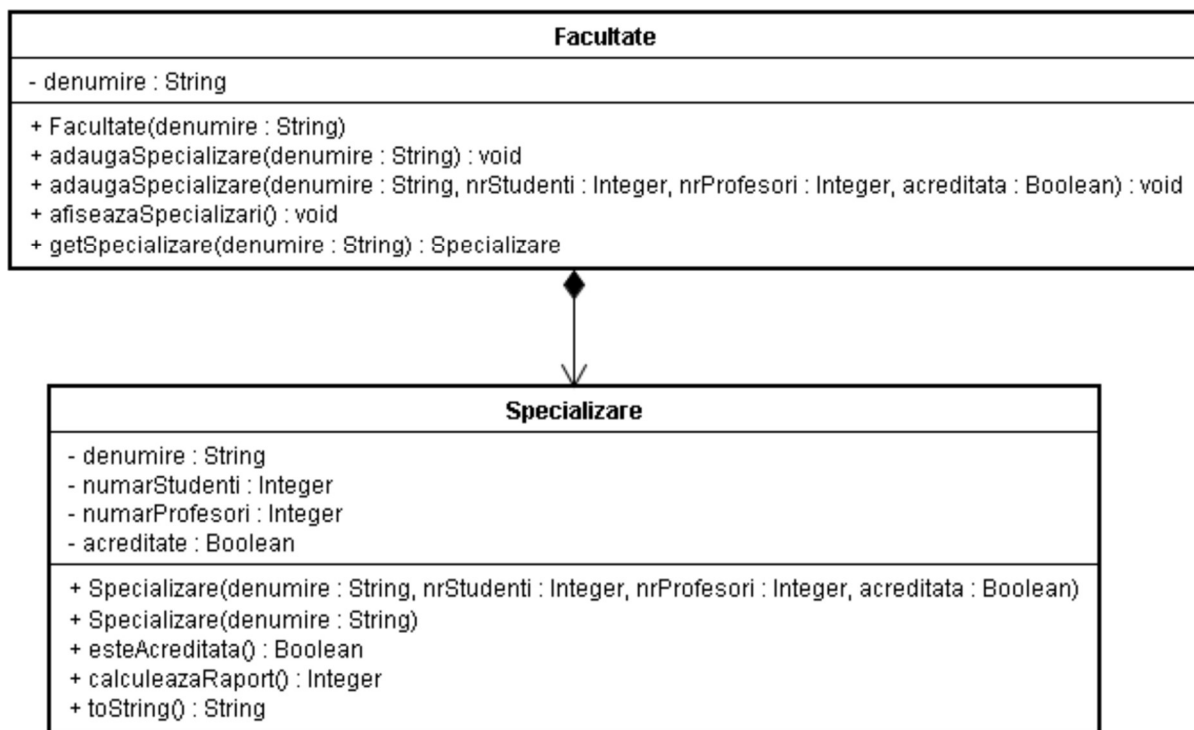 Facultate
- denumire : String
+ Facultate(denumire : String)
+ adaugaSpecializare(denumire : String) : void
+ adaugaSpecializare(denumire : String, nrStudenti : Integer, nrProfesori : Integer, acreditata : Boolean) : void
+ afiseazaSpecializari() : void
+ getSpecializare(denumire : String) : Specializare
Specializare
- denumire : String
- numarStudenti : Integer
- numarProfesori : Integer
- acreditate : Boolean
+ Specializare(denumire : String, nrStudenti : Integer, nrProfesori : Integer, acreditata : Boolean)
+ Specializare(denumire : String)
+ esteAcreditata() : Boolean
+ calculeazaRaport() : Integer
+ toString() : String